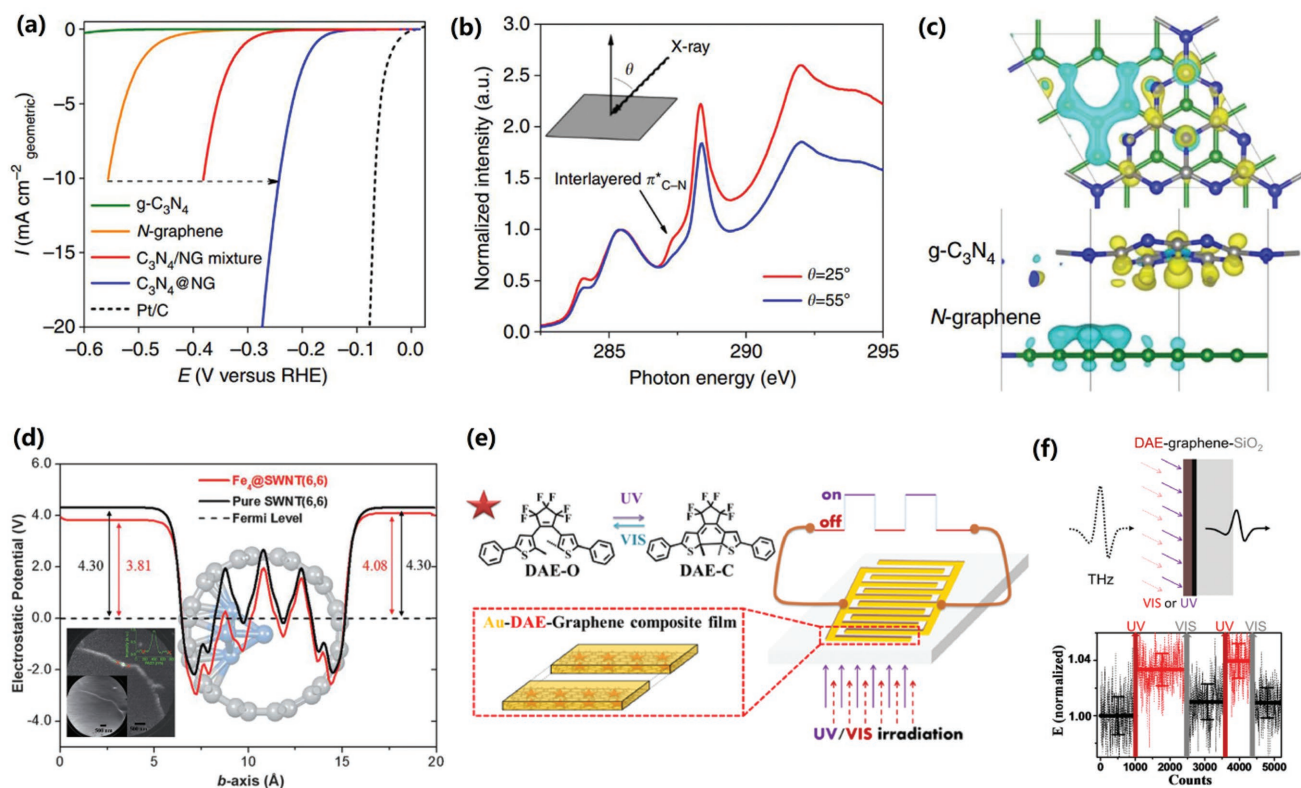 (a)
0
−5
−10
−15
−20
I (mA cm−2 geometric)
g-C3N4
N-graphene
C3N4/NG mixture
C3N4@NG
Pt/C
−0.6 −0.5 −0.4 −0.3 −0.2 −0.1 0.0
E (V versus RHE)
(b)
3.0
2.5
2.0
1.5
1.0
0.5
0.0
Normalized intensity (a.u.)
θ
X-ray
Interlayered π*C–N
θ=25°
θ=55°
285 290 295
Photon energy (eV)
(c)
g-C3N4
N-graphene
(d)
6.0
4.0
2.0
0.0
-2.0
-4.0
Electrostatic Potential (V)
Fe4@SWNT(6,6)
Pure SWNT(6,6)
Fermi Level
4.30
3.81
4.08
4.30
0 5 10 15 20
b-axis (Å)
(e)
F F F F F F
S S
DAE-O
UV
VIS
F F F F F F
S S
DAE-C
on
off
Au-DAE-Graphene composite film
UV/VIS irradiation
(f)
DAE-graphene-SiO2
THz
VIS or UV
UV VIS UV VIS
1.04
1.00
E (normalized)
0 1000 2000 3000 4000 5000
Counts